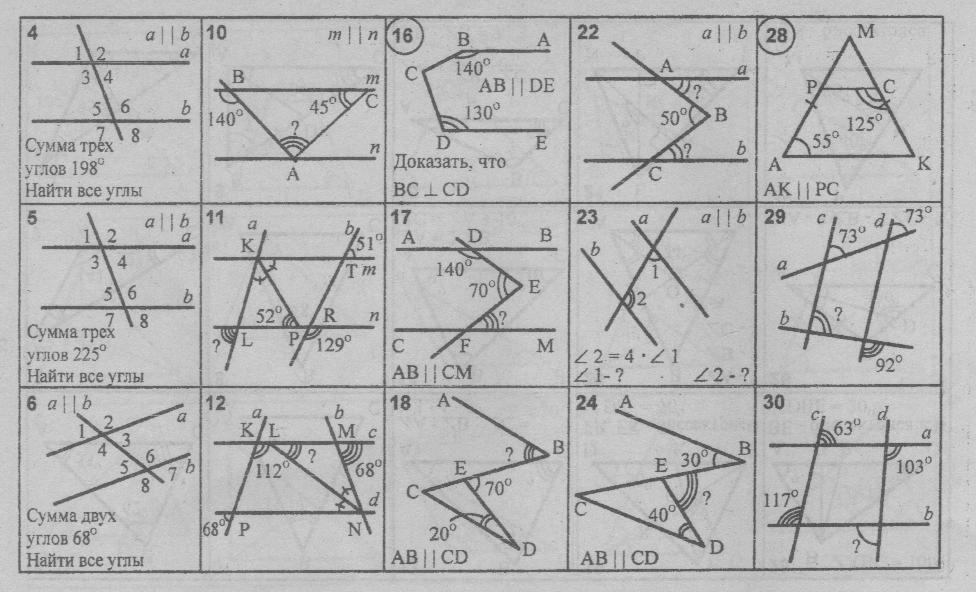 4
a || b
1 2
a
3 4
5 6
b
7 8
Сумма трех
углов 198°
Найти все углы
10
m || n
B
m
140°
45°
C
?
n
A
16
B
A
C
140°
AB || DE
130°
D
E
Доказать, что
BC ⊥ CD
22
a || b
A
a
?
50°
B
?
b
C
28
M
P
C
125°
55°
A
K
AK || PC
5
a || b
1 2
a
3 4
5 6
b
7 8
Сумма трех
углов 225°
Найти все углы
11
a
b
51°
K
T m
52°
R
n
?
L
P
129°
17
A
D
B
140°
70°
E
?
C
F
M
AB || CM
23
a
a || b
b
1
2
∠ 2 = 4 · ∠ 1
∠ 1 - ?
∠ 2 - ?
29
c
d
73°
73°
a
b
?
92°
6
a || b
a
1
2
3
4
5
6
7
b
8
Сумма двух
углов 68°
Найти все углы
12
a
b
K L
M
c
112°
?
68°
d
68°
P
N
18
A
B
E
C
70°
20°
D
AB || CD
24
A
B
E
30°
?
C
40°
D
AB || CD
30
c
d
63°
a
103°
117°
b
?